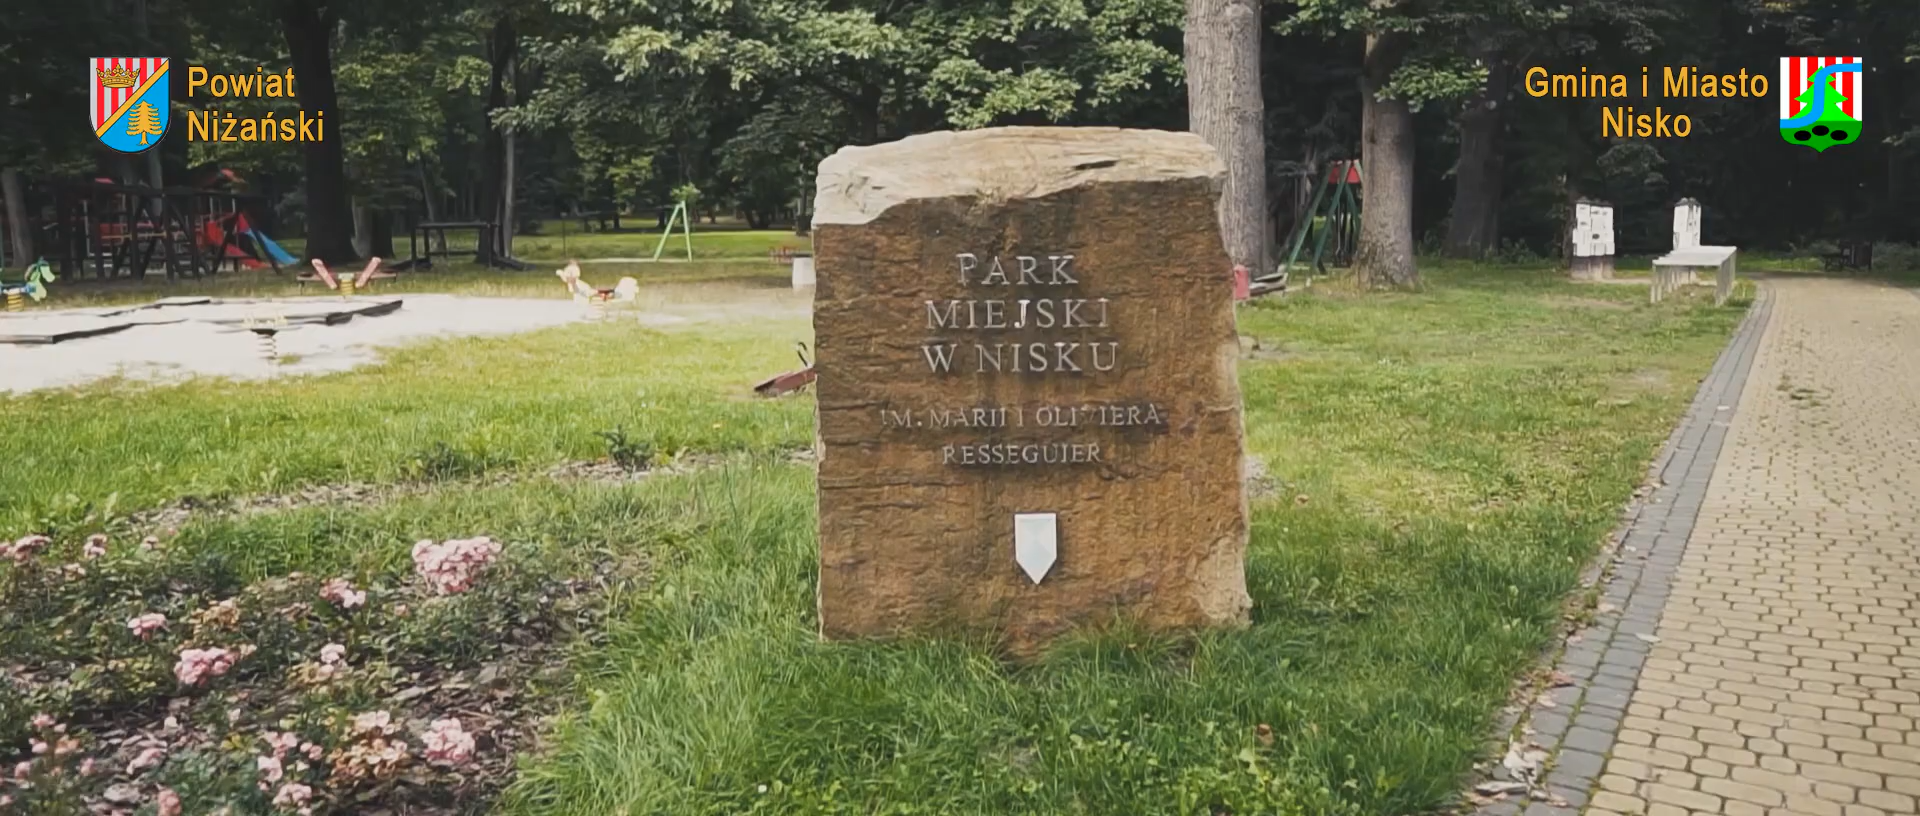 Powiat
Niżański
Gmina i Miasto
Nisko
PARK
MIEJSKI
W NISKU
IM. MARII I OLIVIERA
RESSEGUIER